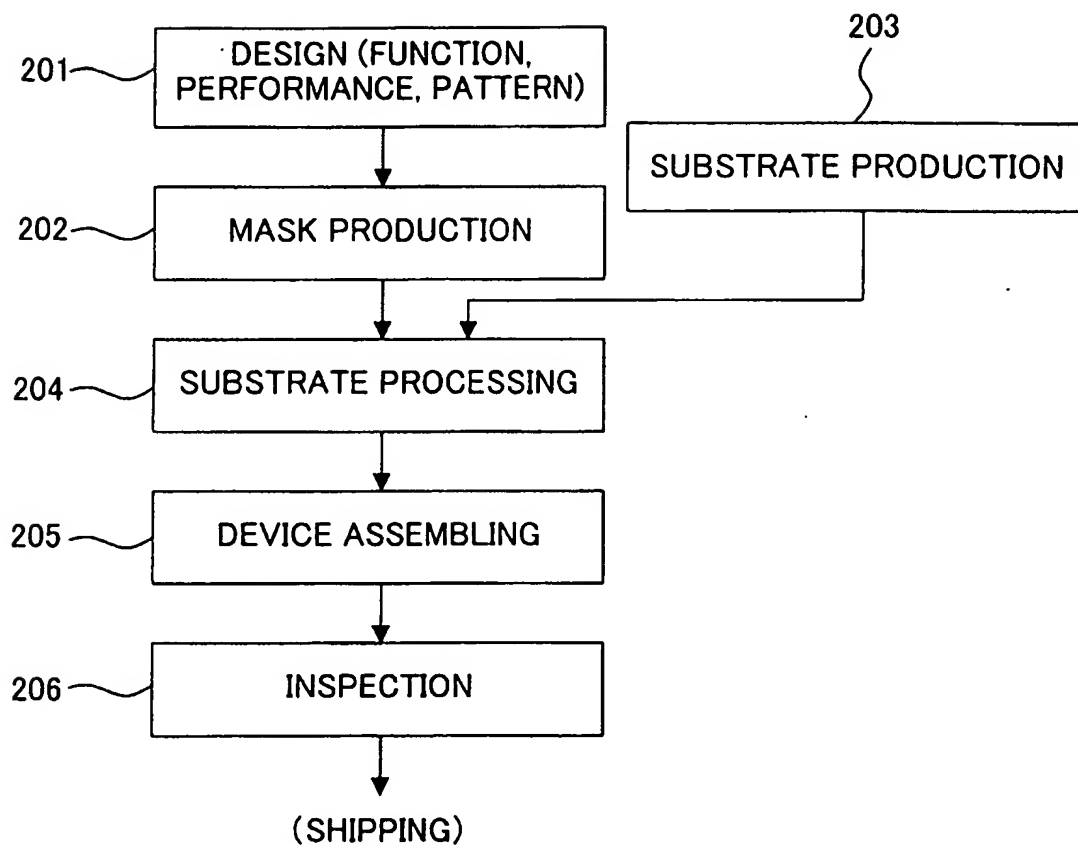 203
201
DESIGN (FUNCTION,
PERFORMANCE, PATTERN)
SUBSTRATE PRODUCTION
202
MASK PRODUCTION
204
SUBSTRATE PROCESSING
205
DEVICE ASSEMBLING
206
INSPECTION
(SHIPPING)